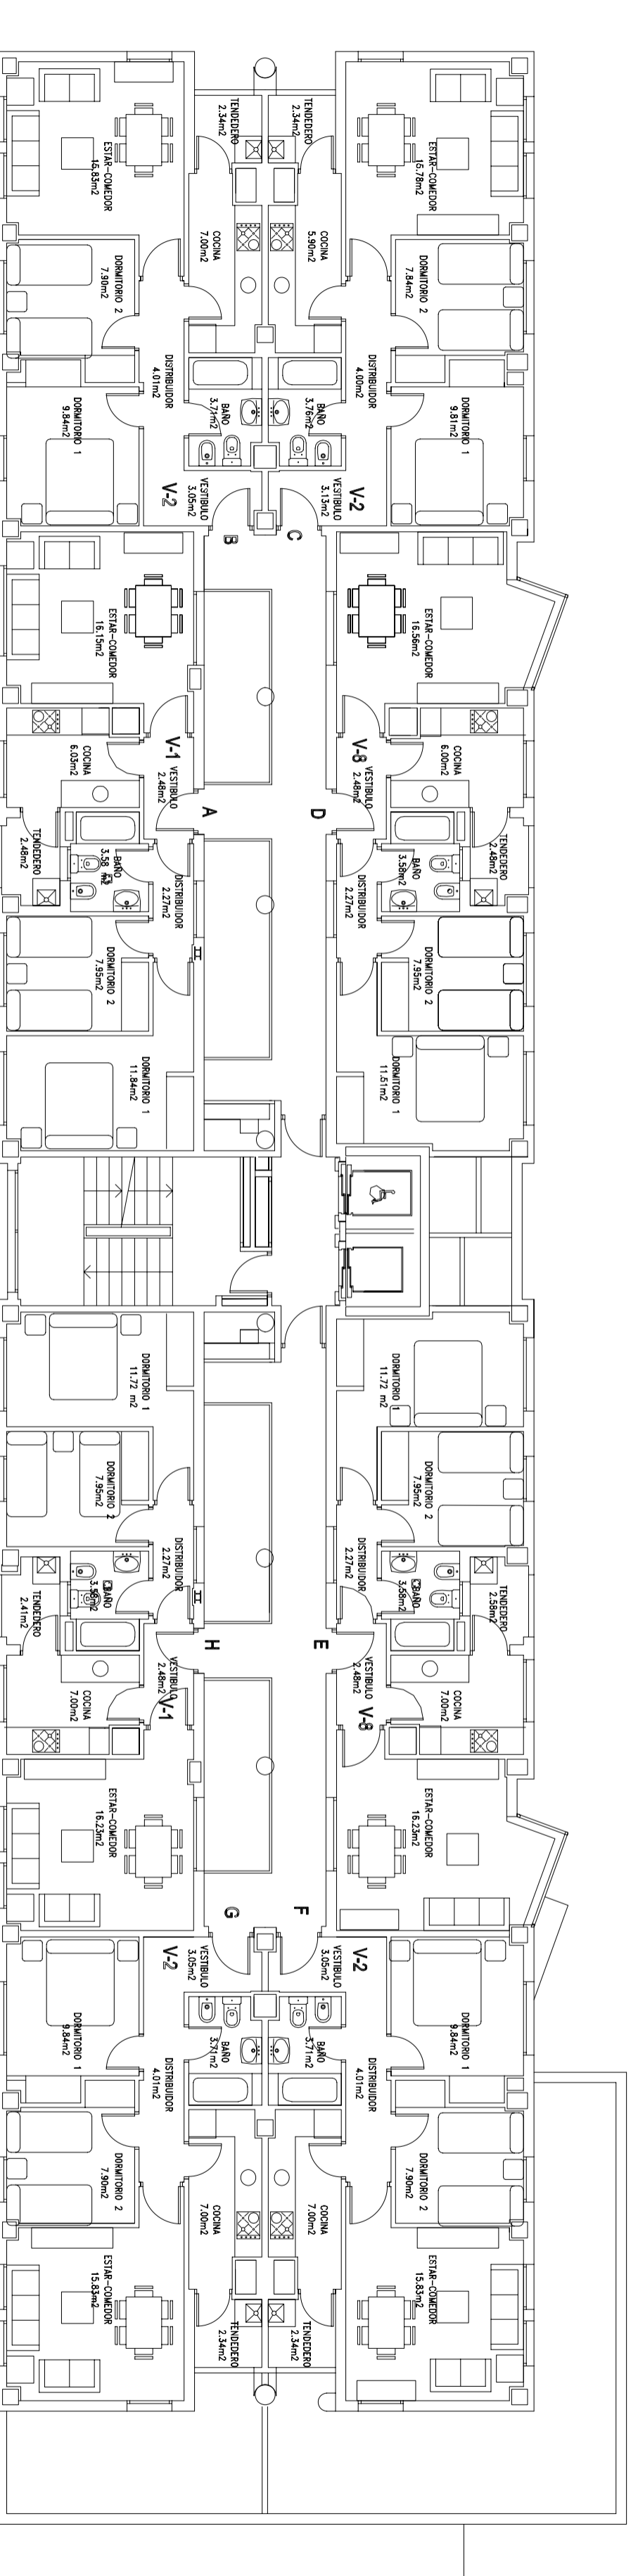 TENDEDERO
2.34m2
TENDEDERO
2.34m2
ESTAR-COMEDOR
15.83m2
ESTAR-COMEDOR
15.78m2
COCINA
7.00m2
COCINA
5.90m2
DORMITORIO 2
7.90m2
DORMITORIO 2
7.84m2
DISTRIBUIDOR
4.01m2
DISTRIBUIDOR
4.00m2
BAÑO
3.71m2
BAÑO
3.76m2
DORMITORIO 1
9.84m2
DORMITORIO 1
9.81m2
VESTIBULO
3.05m2
VESTIBULO
3.13m2
V-2
V-2
B
C
ESTAR-COMEDOR
16.15m2
ESTAR-COMEDOR
16.56m2
V-1
V-8
VESTIBULO
2.48m2
VESTIBULO
2.48m2
COCINA
6.03m2
COCINA
6.00m2
A
D
TENDEDERO
2.48m2
BAÑO
3.58 m2
BAÑO
3.58m2
TENDEDERO
2.48m2
DISTRIBUIDOR
2.27m2
DISTRIBUIDOR
2.27m2
DORMITORIO 2
7.95m2
DORMITORIO 2
7.95m2
DORMITORIO 1
11.84m2
DORMITORIO 1
11.51m2
DORMITORIO 1
11.72 m2
DORMITORIO 1
11.72 m2
DORMITORIO 2
7.95m2
DORMITORIO 2
7.95m2
DISTRIBUIDOR
2.27m2
DISTRIBUIDOR
2.27m2
TENDEDERO
2.41m2
BAÑO
3.58m2
BAÑO
3.58m2
TENDEDERO
2.58m2
H
E
VESTIBULO
2.48m2
VESTIBULO
2.48m2
COCINA
7.00m2
COCINA
7.00m2
V-1
V-8
ESTAR-COMEDOR
16.23m2
ESTAR-COMEDOR
16.23m2
G
F
VESTIBULO
3.05m2
VESTIBULO
3.05m2
V-2
V-2
DORMITORIO 1
9.84m2
DORMITORIO 1
9.84m2
BAÑO
3.71m2
BAÑO
3.71m2
DISTRIBUIDOR
4.01m2
DISTRIBUIDOR
4.01m2
DORMITORIO 2
7.90m2
DORMITORIO 2
7.90m2
COCINA
7.00m2
COCINA
7.00m2
ESTAR-COMEDOR
15.83m2
ESTAR-COMEDOR
15.83m2
TENDEDERO
2.34m2
TENDEDERO
2.34m2